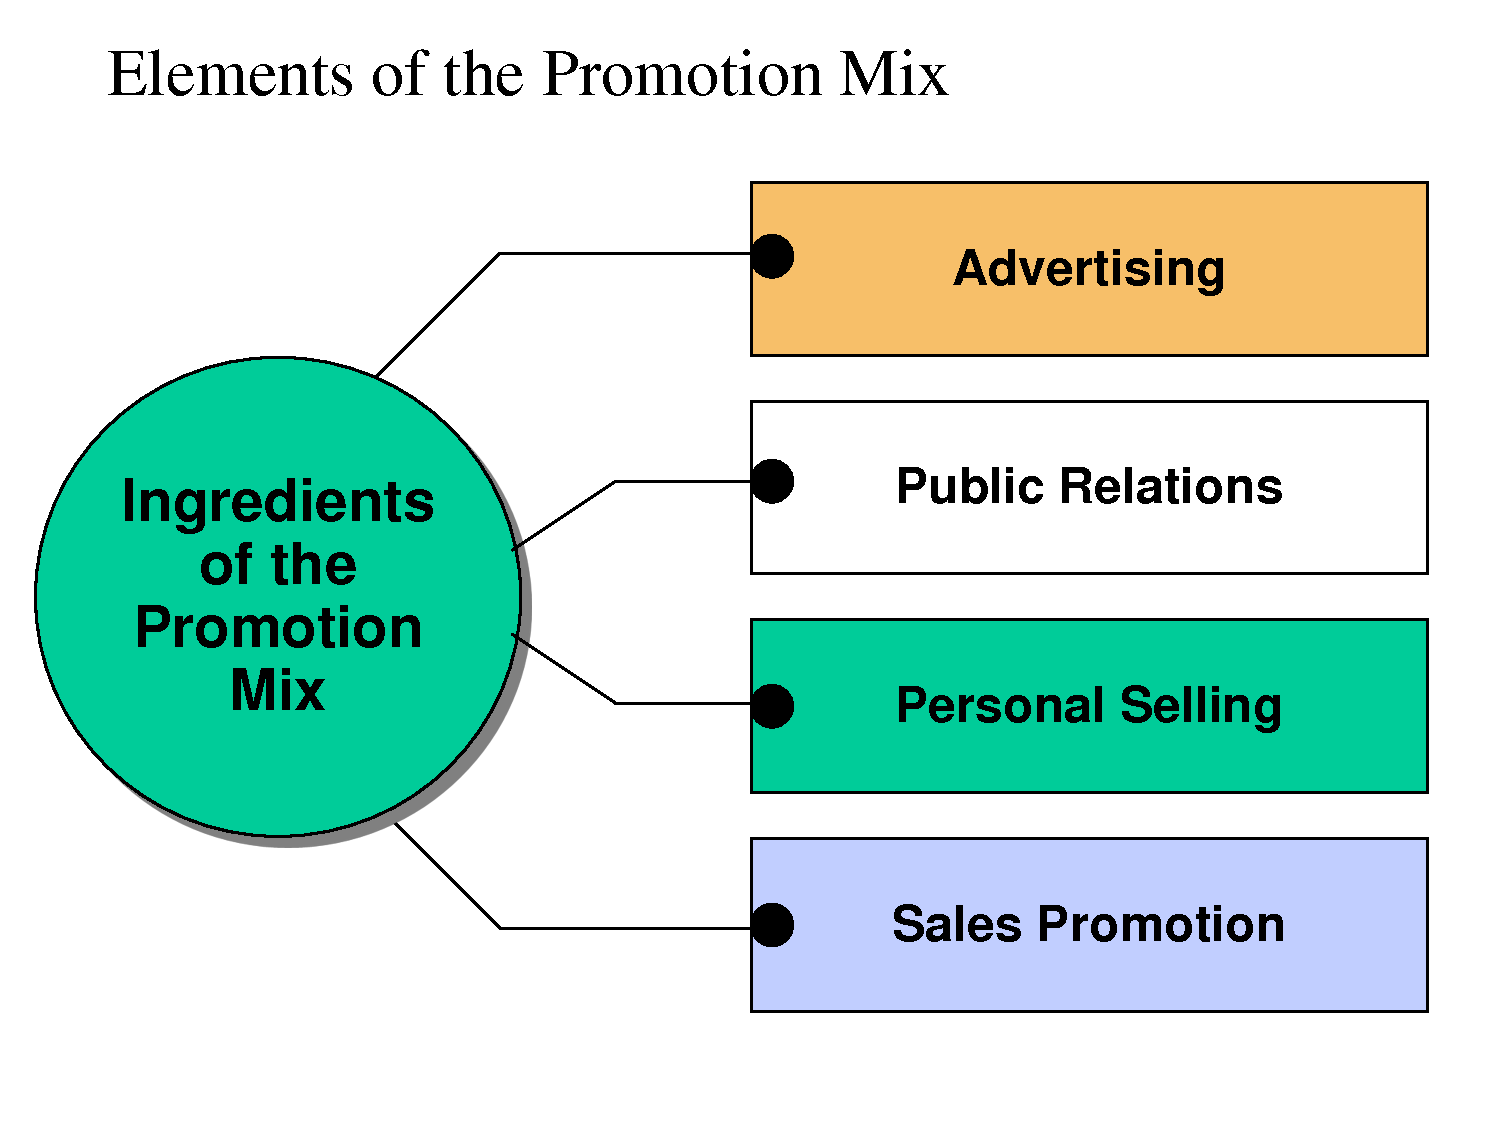 Elements of the Promotion Mix
Advertising
Ingredients
of the
Promotion
Mix
Public Relations
Personal Selling
Sales Promotion